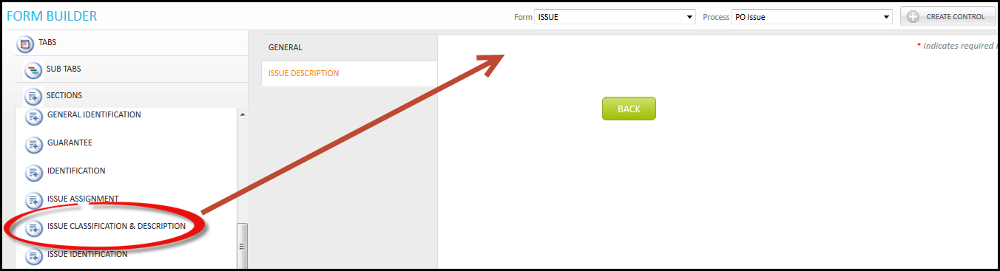 FORM BUILDER
Form ISSUE Process PO Issue CREATE CONTROL
TABS
SUB TABS
SECTIONS
GENERAL IDENTIFICATION
GUARANTEE
IDENTIFICATION
ISSUE ASSIGNMENT
ISSUE CLASSIFICATION & DESCRIPTION
ISSUE IDENTIFICATION
GENERAL
ISSUE DESCRIPTION
* Indicates required i
BACK